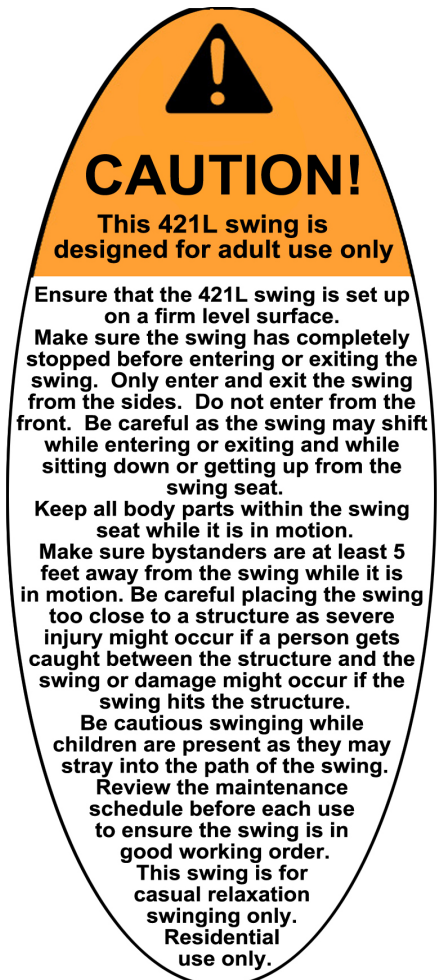 CAUTION!
This 421L swing is
designed for adult use only
Ensure that the 421L swing is set up
on a firm level surface.
Make sure the swing has completely
stopped before entering or exiting the
swing.  Only enter and exit the swing
from the sides.  Do not enter from the
front.  Be careful as the swing may shift
while entering or exiting and while
sitting down or getting up from the
swing seat.
Keep all body parts within the swing
seat while it is in motion.
Make sure bystanders are at least 5
feet away from the swing while it is
in motion. Be careful placing the swing
too close to a structure as severe
injury might occur if a person gets
caught between the structure and the
swing or damage might occur if the
swing hits the structure.
Be cautious swinging while
children are present as they may
stray into the path of the swing.
Review the maintenance
schedule before each use
to ensure the swing is in
good working order.
This swing is for
casual relaxation
swinging only.
Residential
use only.